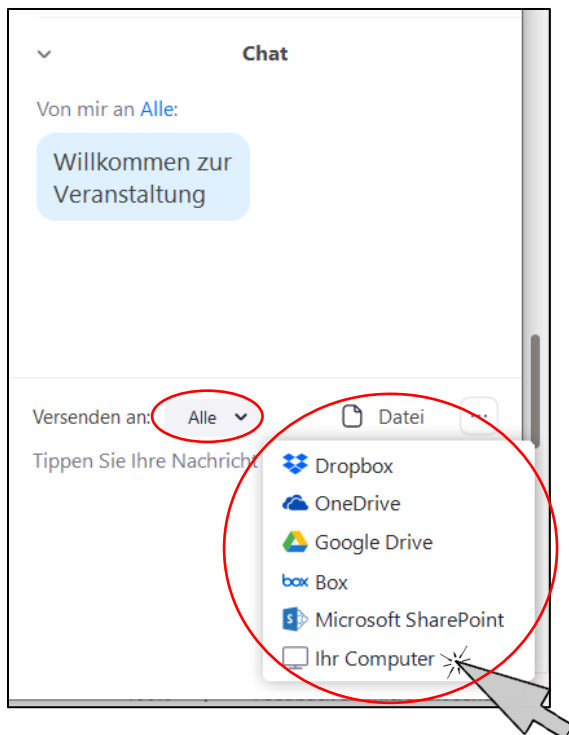 Chat
Von mir an Alle:
Willkommen zur
Veranstaltung
Versenden an: Alle Datei ...
Tippen Sie Ihre Nachricht
Dropbox
OneDrive
Google Drive
box Box
Microsoft SharePoint
Ihr Computer